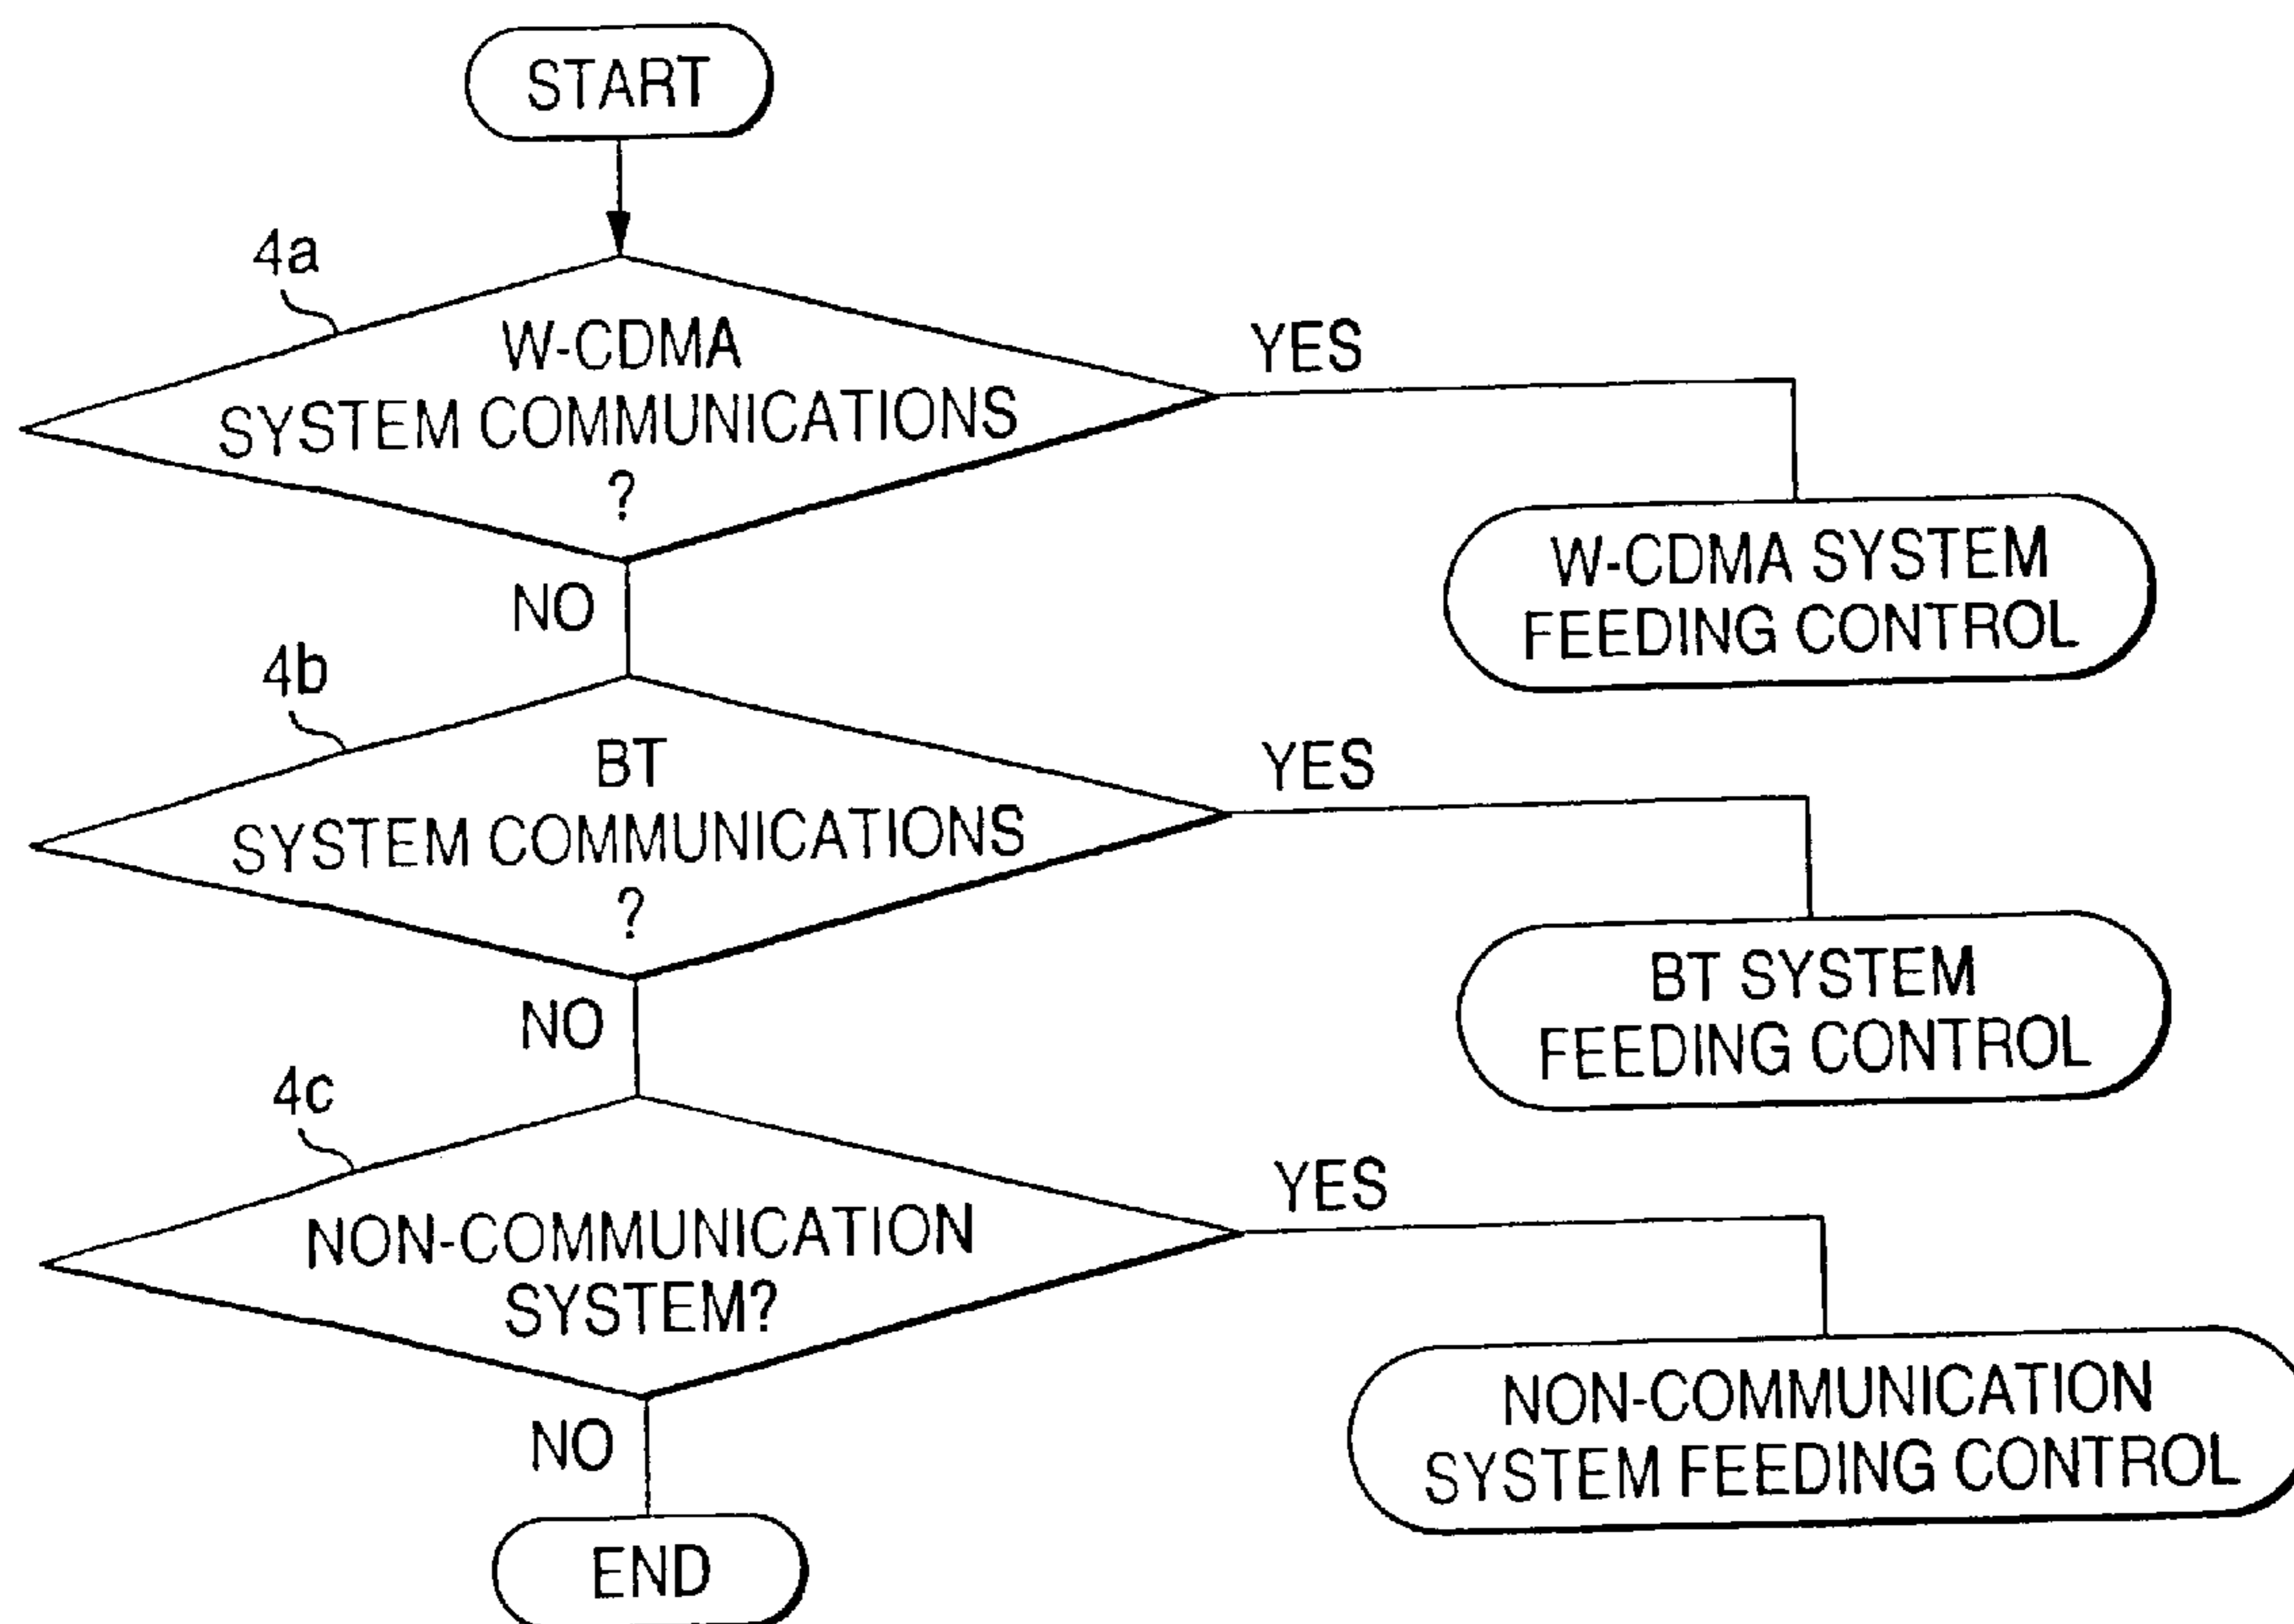 START
4a
W-CDMA
SYSTEM COMMUNICATIONS
?
YES
W-CDMA SYSTEM
FEEDING CONTROL
NO
4b
BT
SYSTEM COMMUNICATIONS
?
YES
BT SYSTEM
FEEDING CONTROL
NO
4c
NON-COMMUNICATION
SYSTEM?
YES
NON-COMMUNICATION
SYSTEM FEEDING CONTROL
NO
END